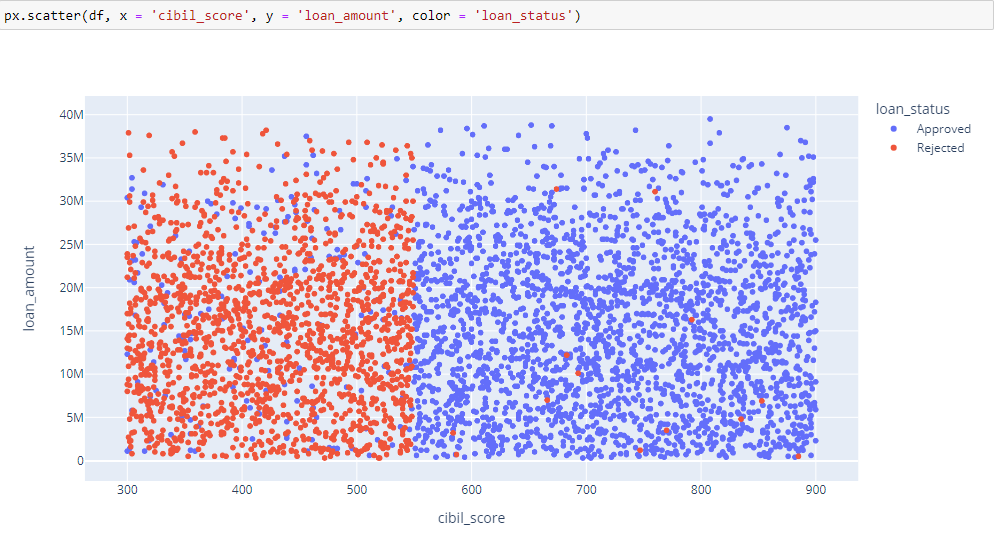 px.scatter(df, x = 'cibil_score', y = 'loan_amount', color = 'loan_status')
loan_status
Approved
Rejected
40M
35M
30M
25M
20M
15M
10M
5M
0
loan_amount
300 400 500 600 700 800 900
cibil_score